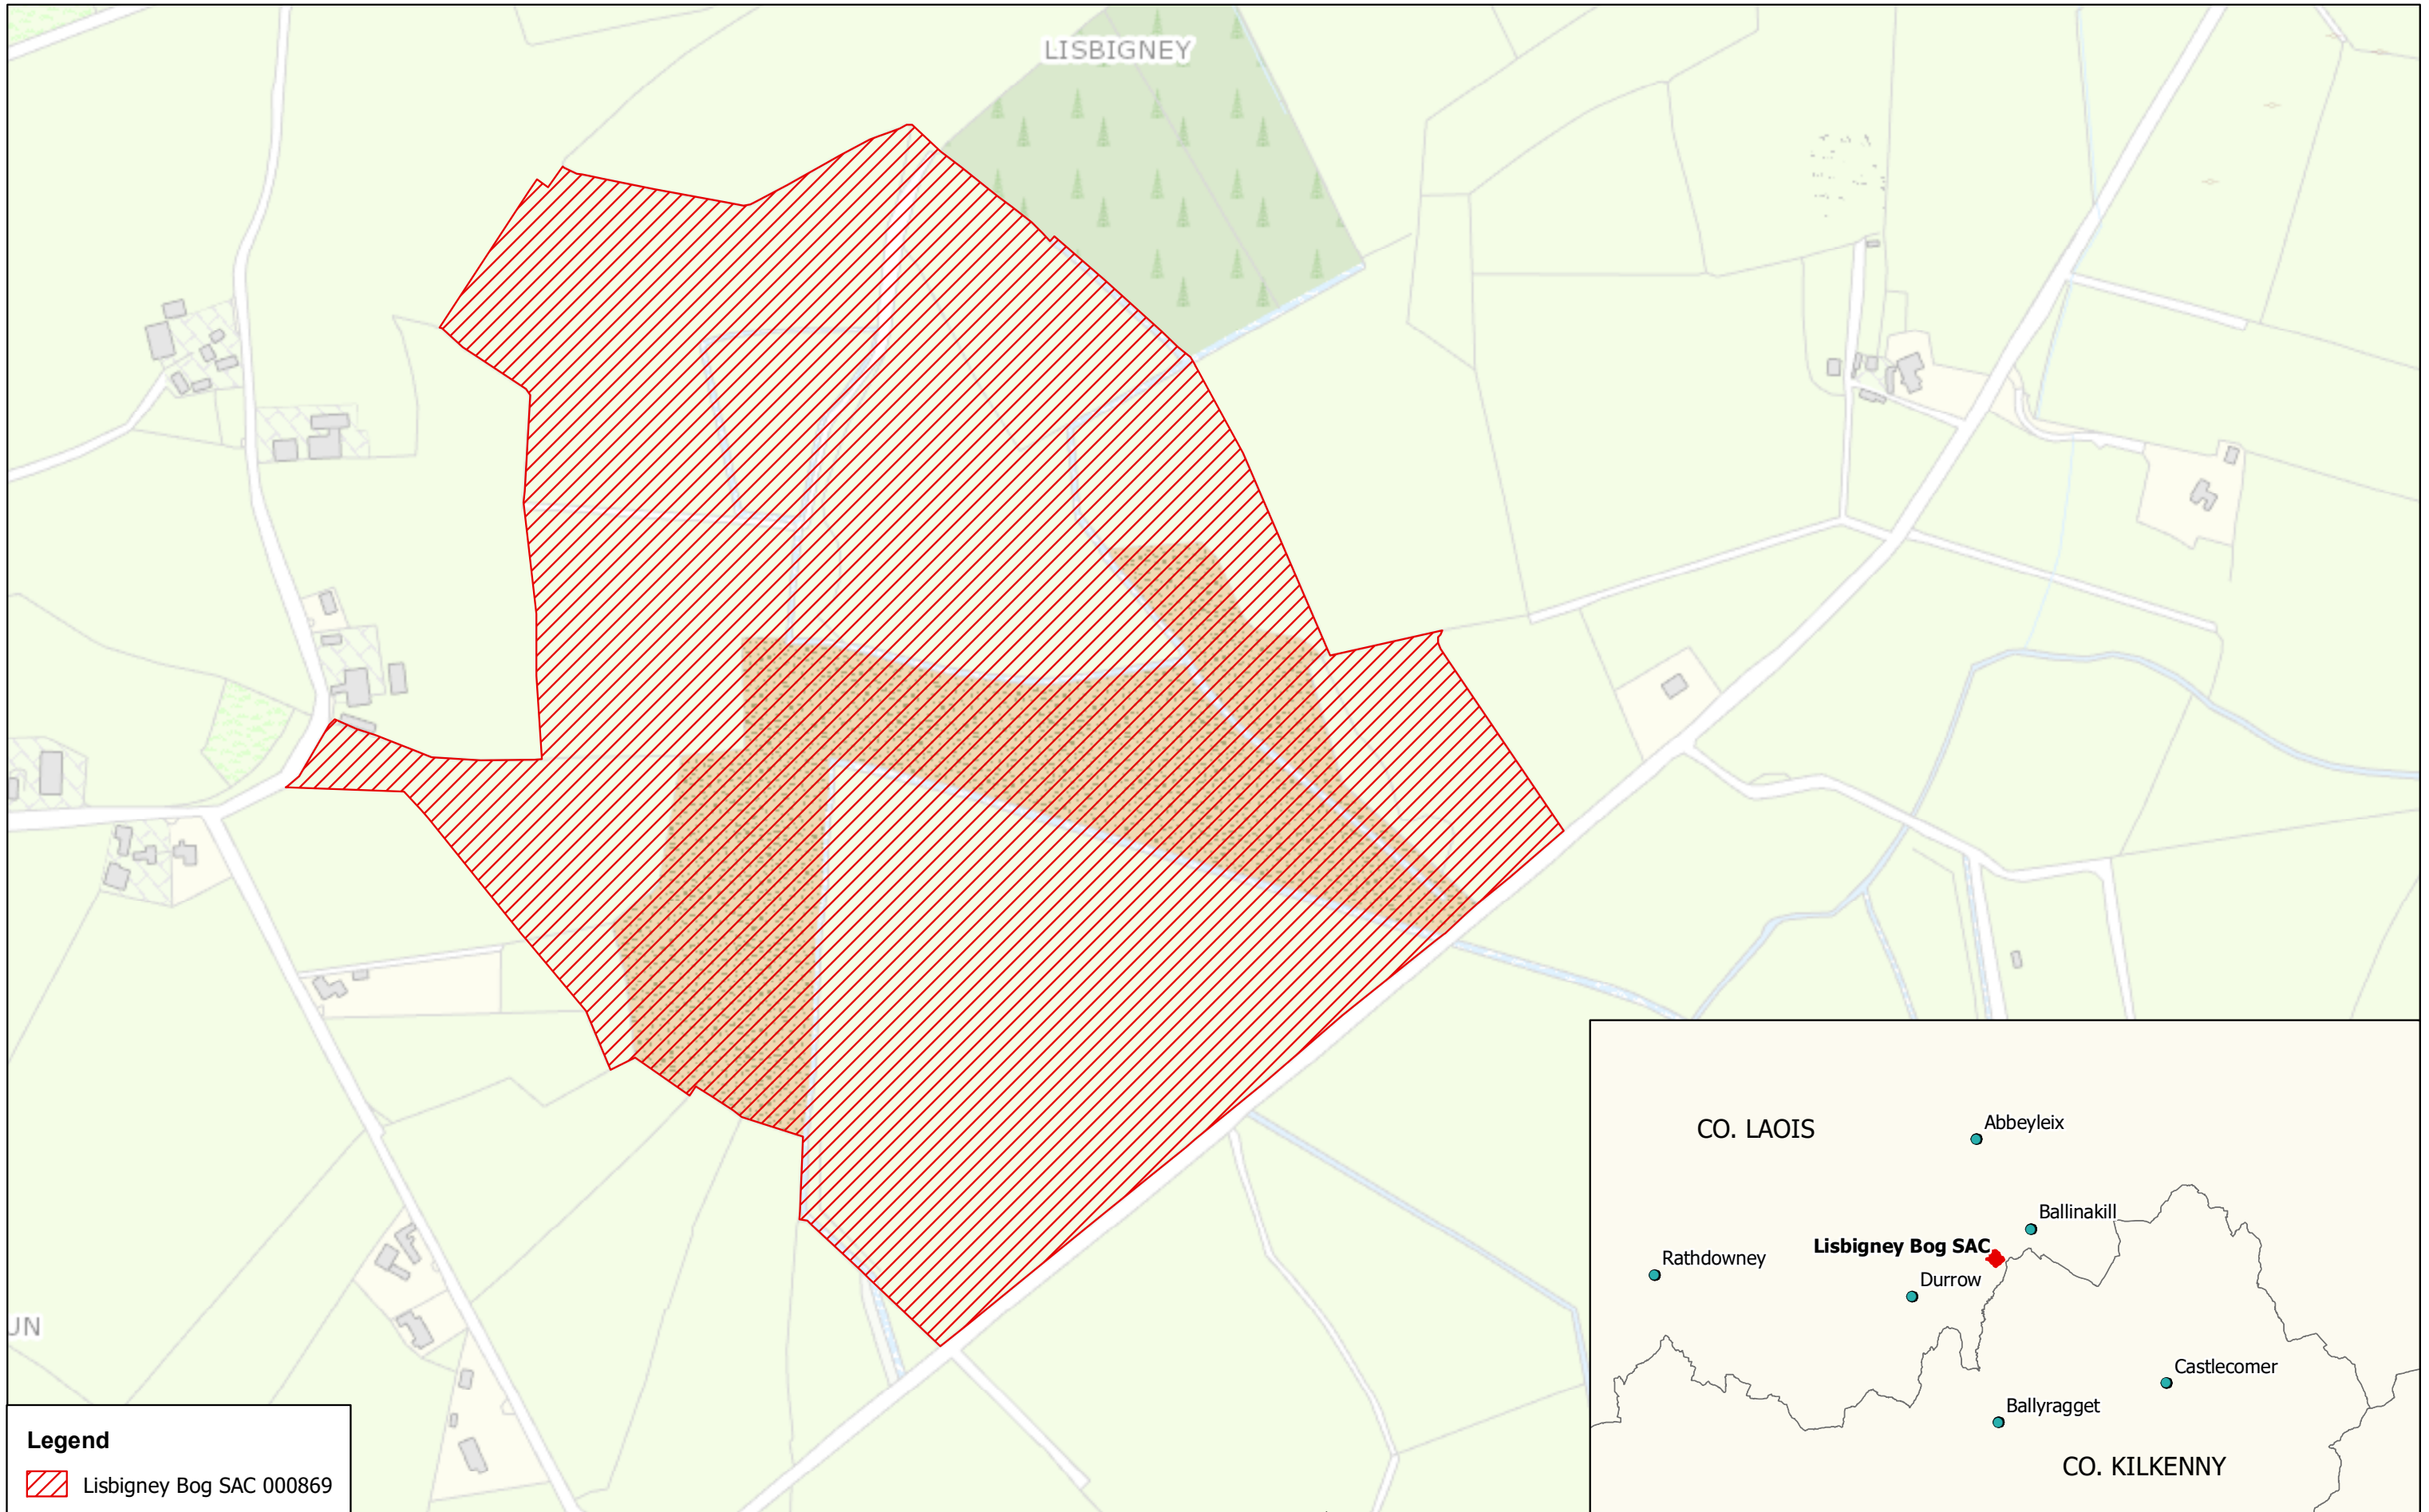 LISBIGNEY
UN
CO. LAOIS
Abbeyleix
Ballinakill
Lisbigney Bog SAC
Rathdowney
Durrow
Castlecomer
Ballyragget
CO. KILKENNY
Legend
Lisbigney Bog SAC 000869